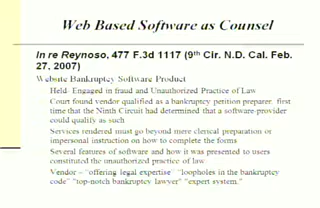 Web Based Software as Counsel
In re Reynoso, 477 F.3d 1117 (9th Cir. N.D. Cal. Feb.
27, 2007)
Website Bankruptcy Software Product
Held- Engaged in fraud and Unauthorized Practice of Law
Court found vendor qualified as a bankruptcy petition preparer, first
time that the Ninth Circuit had determined that a software-provider
could qualify as such
Services rendered must go beyond mere clerical preparation or
impersonal instruction on how to complete the forms
Several features of software and how it was presented to users
constituted the unauthorized practice of law.
Vendor – "offering legal expertise" "loopholes in the bankruptcy
code" "top-notch bankruptcy lawyer" "expert system."